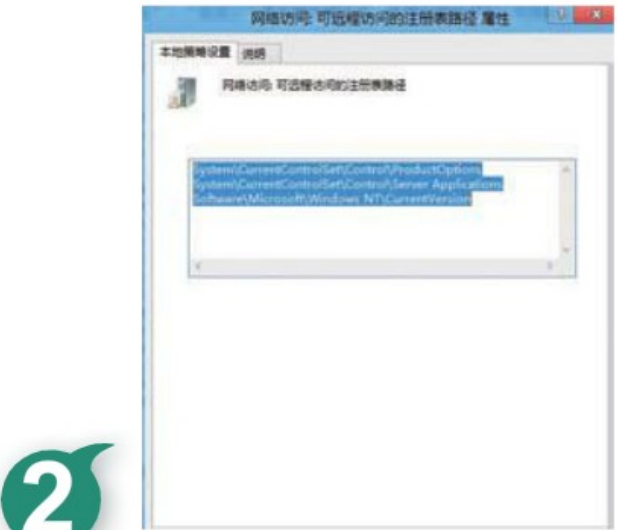 网络访问: 可远程访问的注册表路径 属性
? X
本地策略设置 说明
网络访问: 可远程访问的注册表路径
System\CurrentControlSet\Control\ProductOptions
System\CurrentControlSet\Control\Server Applications
Software\Microsoft\Windows NT\CurrentVersion
2